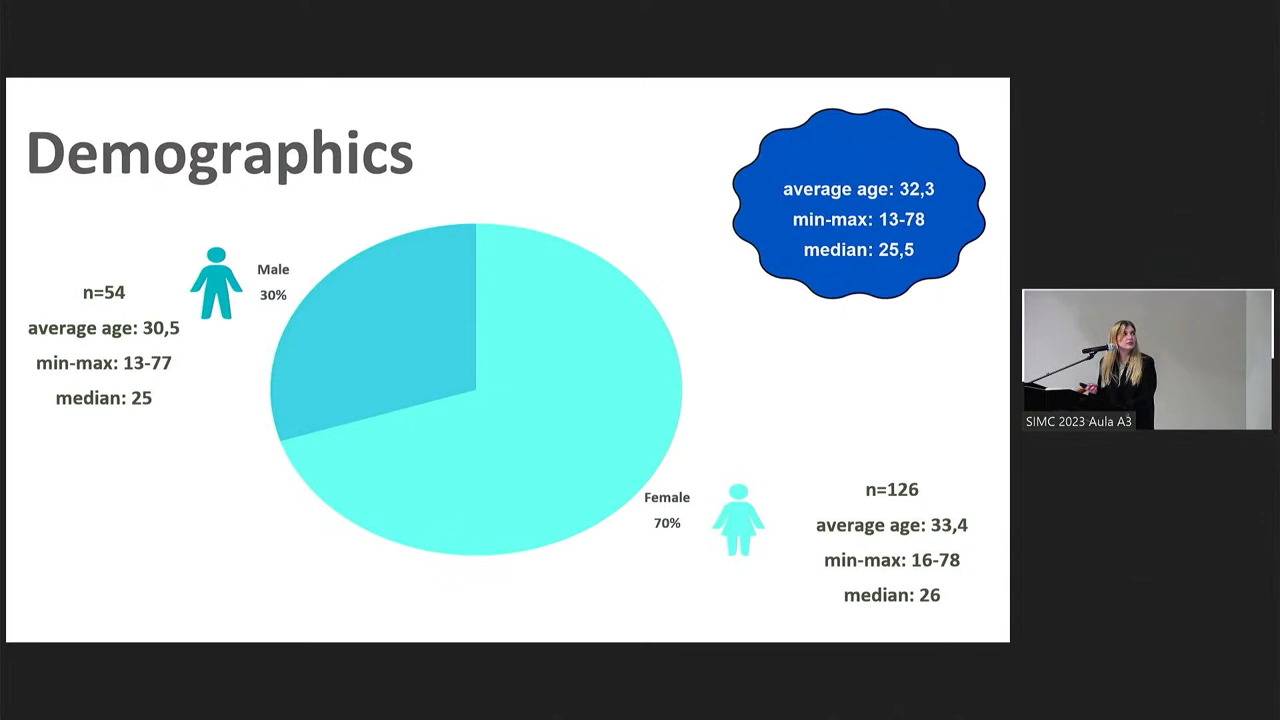 Demographics
average age: 32,3
min-max: 13-78
median: 25,5
Male
30%
n=54
average age: 30,5
min-max: 13-77
median: 25
Female
70%
n=126
average age: 33,4
min-max: 16-78
median: 26
SIMC 2023 Aula A3